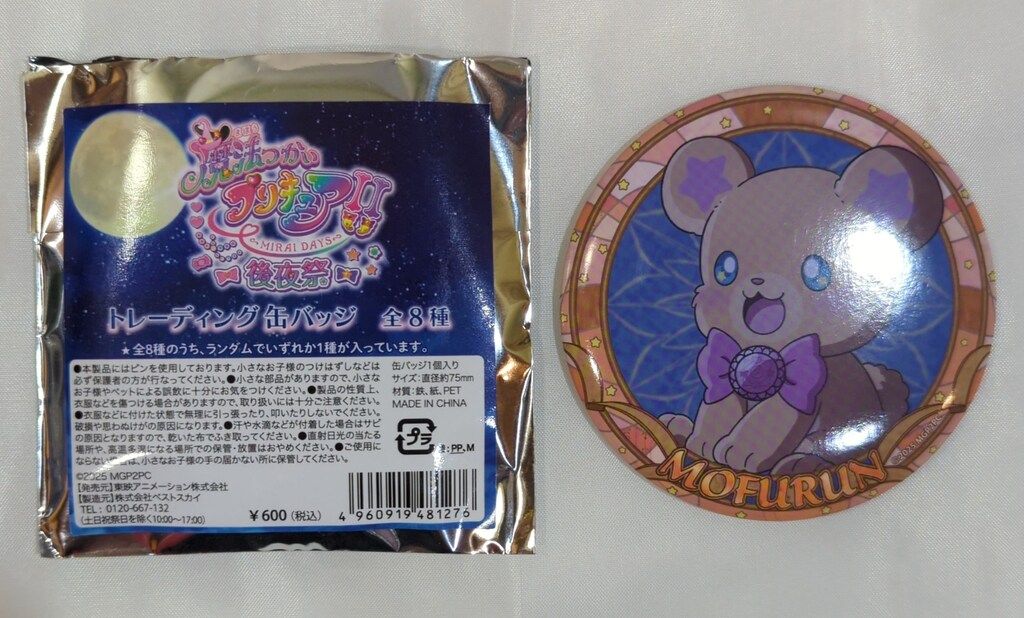 まほう
魔法つかい
プリキュア!!
~MIRAI DAYS~
後夜祭
トレーディング缶バッジ 全8種
★全8種のうち、ランダムでいずれか1種が入っています。
●本製品にはピンを使用しております。小さなお子様のつけはずしなどは
必ず保護者の方が行なってください。●小さな部品がありますので、小さな
お子様やペットによる誤飲に十分にお気をつけください。●製品の性質上、
衣服などを傷つける場合がありますので、取り扱いには十分ご注意ください。
●衣服などに付けた状態で無理に引っ張ったり、叩いたりしないでください。
破損や思わぬけがの原因になります。●汗や水滴などが付着した場合はサビ
の原因となりますので、乾いた布でふき取ってください。●直射日光の当たる
場所や、高温多湿になる場所での保管・放置はおやめください。●ご使用に
ならない は、小さなお子様の手の届かない所に保管してください。
缶バッジ1個入り
サイズ:直径約75mm
材質:鉄、紙、PET
MADE IN CHINA
プラ
:PP,M
©2025 MGP2PC
【発売元】東映アニメーション株式会社
【製造元】株式会社ベストスカイ
TEL:0120-667-132
(土日祝祭日を除く10:00〜17:00)
¥600(税込)
4 960919 481276
MOFURUN
©2025 MGP2PC